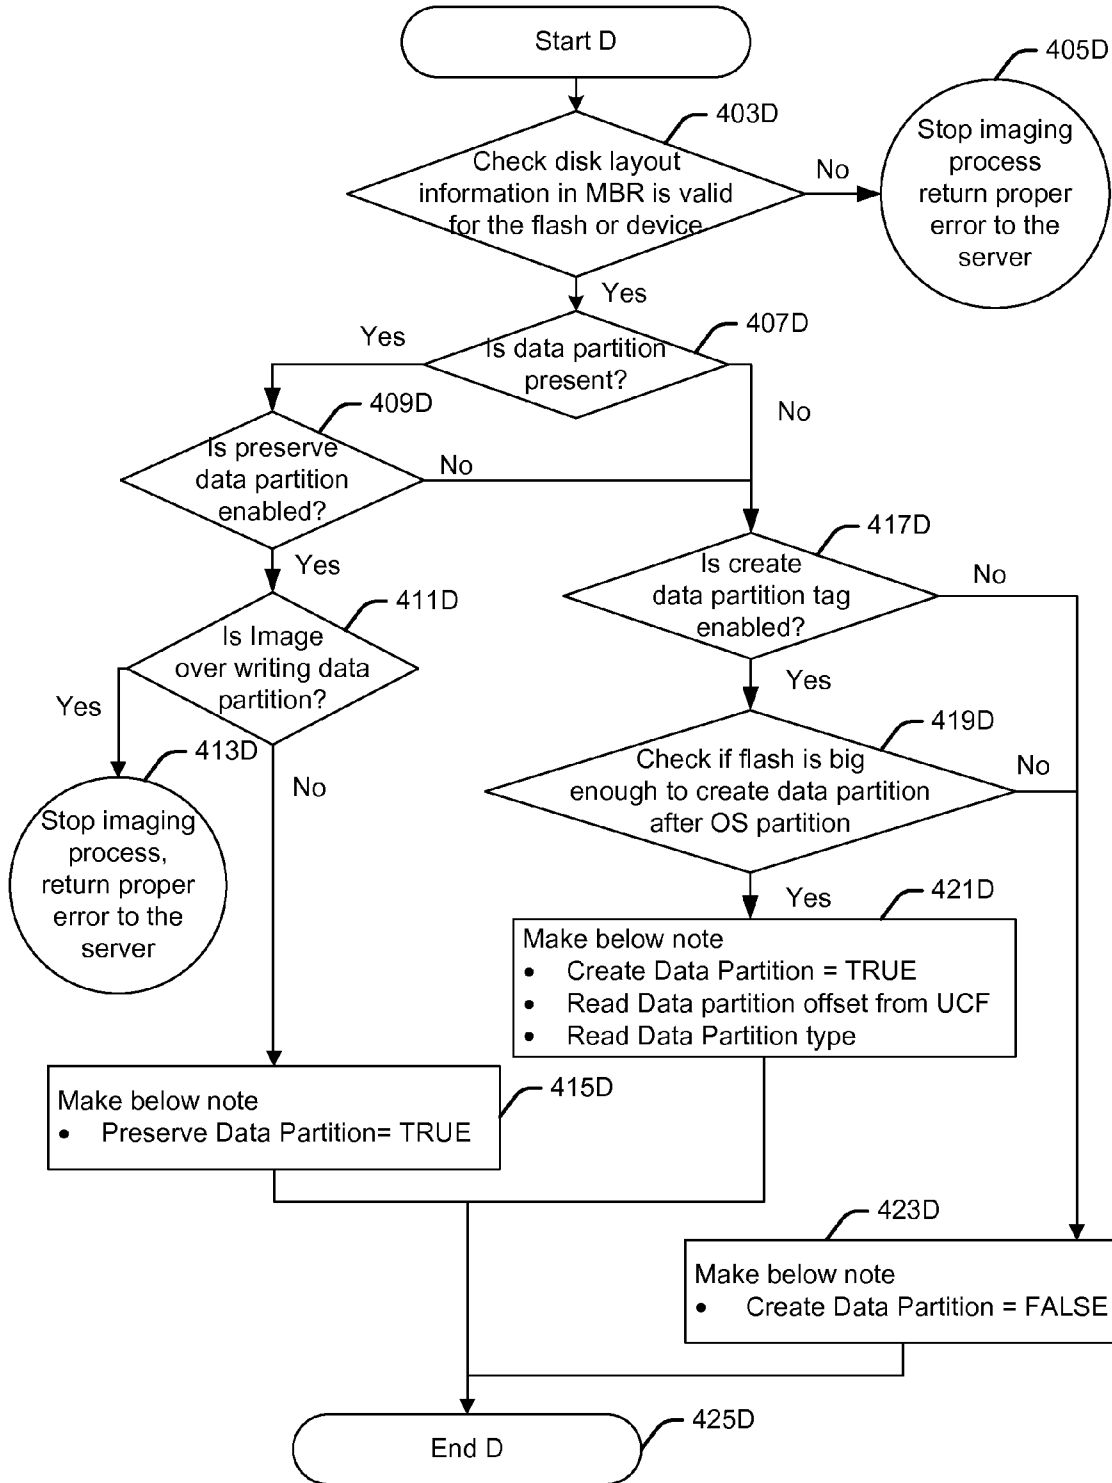 Start D
405D
403D
Stop imaging
process
return proper
error to the
server
Check disk layout
information in MBR is valid
for the flash or device
No
Yes
407D
Yes
Is data partition
present?
No
409D
Is preserve
data partition
enabled?
No
417D
Yes
Is create
data partition tag
enabled?
No
411D
Is Image
over writing data
partition?
Yes
Yes
419D
413D
Check if flash is big
enough to create data partition
after OS partition
No
No
Stop imaging
process,
return proper
error to the
server
Yes
421D
Make below note
• Create Data Partition = TRUE
• Read Data partition offset from UCF
• Read Data Partition type
415D
Make below note
• Preserve Data Partition= TRUE
423D
Make below note
• Create Data Partition = FALSE
425D
End D